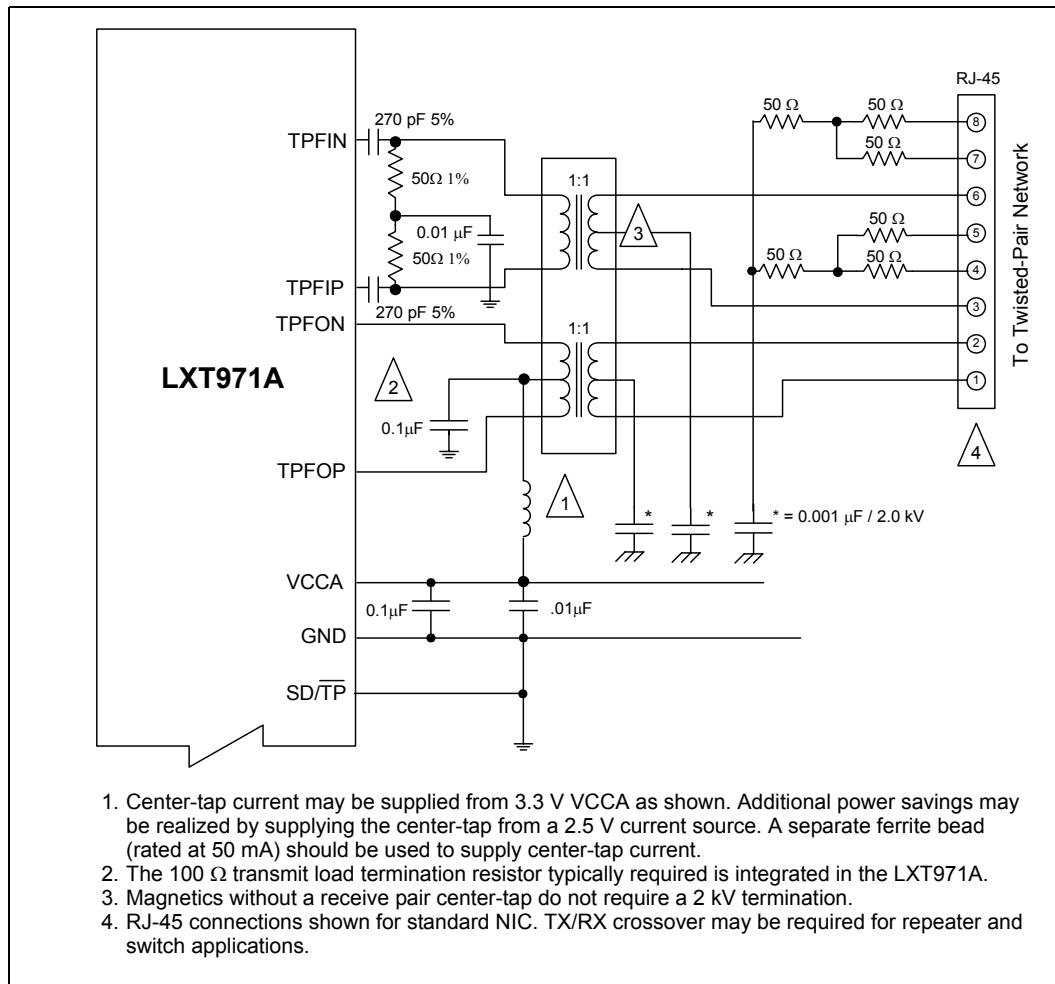 RJ-45
50 Ω
50 Ω
8
270 pF 5%
TPFIN
50 Ω
7
50Ω 1%
1:1
6
50 Ω
3
5
0.01 μF
50 Ω
50 Ω
50Ω 1%
4
TPFIP
3
270 pF 5%
TPFON
1:1
2
LXT971A
2
1
0.1μF
4
TPFOP
1
*
*
* = 0.001 μF / 2.0 kV
To Twisted-Pair Network
VCCA
0.1μF
.01μF
GND
SD/T̅P̅
1. Center-tap current may be supplied from 3.3 V VCCA as shown. Additional power savings may
be realized by supplying the center-tap from a 2.5 V current source. A separate ferrite bead
(rated at 50 mA) should be used to supply center-tap current.
2. The 100 Ω transmit load termination resistor typically required is integrated in the LXT971A.
3. Magnetics without a receive pair center-tap do not require a 2 kV termination.
4. RJ-45 connections shown for standard NIC. TX/RX crossover may be required for repeater and
switch applications.